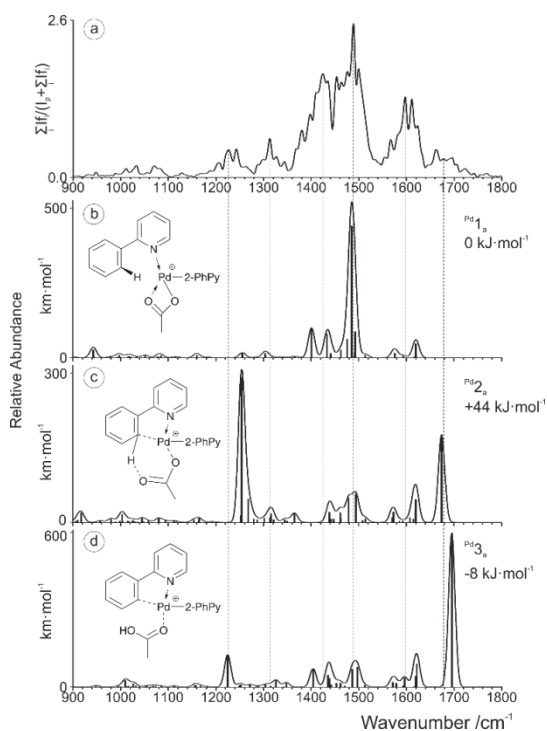 2.6
a
ΣIfᵢ/(Iₚ+ΣIfᵢ)
i i
0.0
900 1000 1100 1200 1300 1400 1500 1600 1700 1800
500
b
N
H
Pd
⊕
2-PhPy
O
O
Pd1a
0 kJ·mol-1
km·mol-1
0
Relative Abundance
300
c
N
Pd
⊕
2-PhPy
H
O
O
Pd2a
+44 kJ·mol-1
km·mol-1
0
600
d
N
Pd
⊕
2-PhPy
HO
O
Pd3a
-8 kJ·mol-1
km·mol-1
0
900 1000 1100 1200 1300 1400 1500 1600 1700 1800
Wavenumber /cm-1